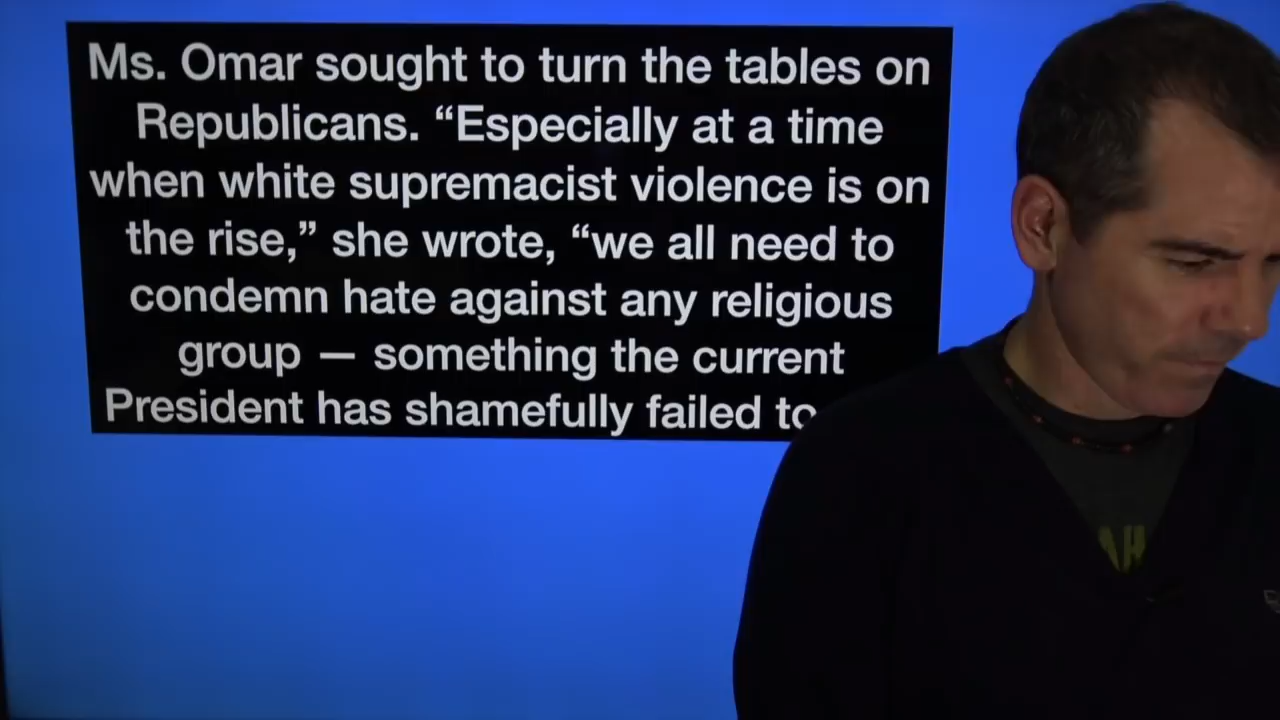 Ms. Omar sought to turn the tables on
Republicans. “Especially at a time
when white supremacist violence is on
the rise,” she wrote, “we all need to
condemn hate against any religious
group — something the current
President has shamefully failed to
AH